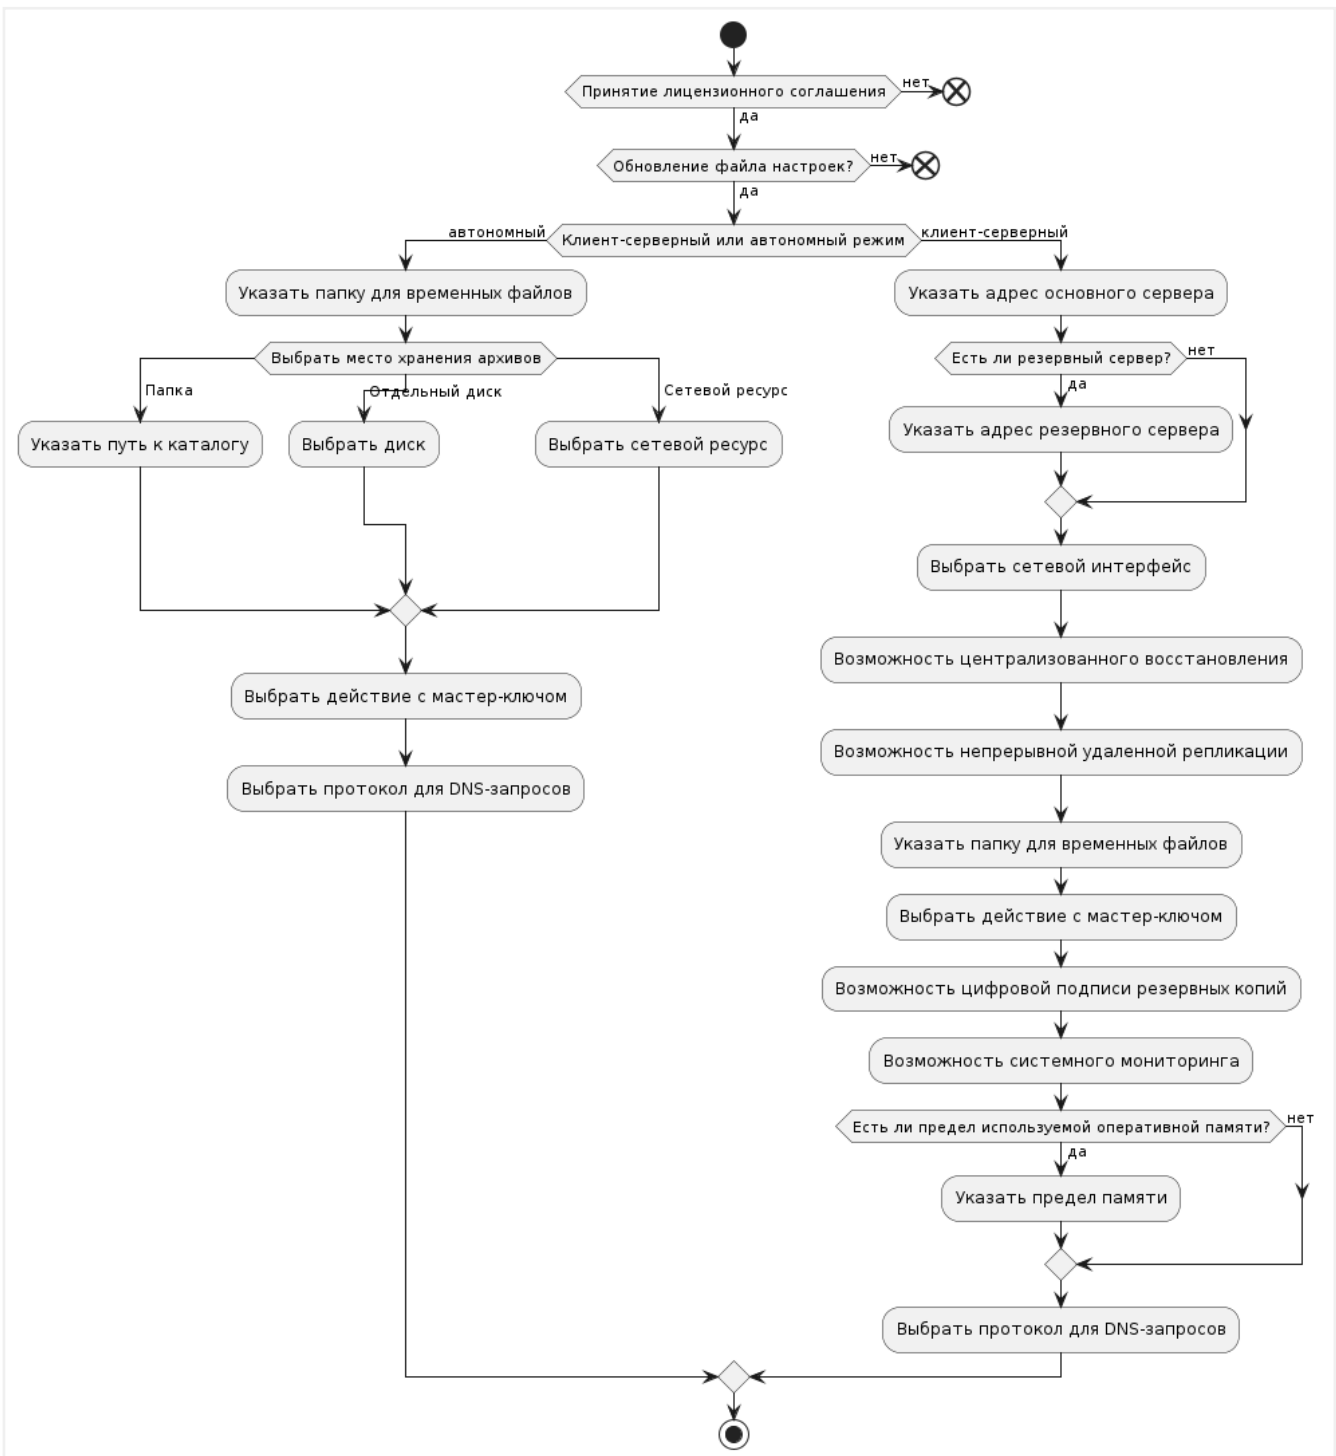 Принятие лицензионного соглашения
нет
да
Обновление файла настроек?
нет
да
Клиент-серверный или автономный режим
автономный
клиент-серверный
Указать папку для временных файлов
Выбрать место хранения архивов
Папка
Отдельный диск
Сетевой ресурс
Указать путь к каталогу
Выбрать диск
Выбрать сетевой ресурс
Выбрать действие с мастер-ключом
Выбрать протокол для DNS-запросов
Указать адрес основного сервера
Есть ли резервный сервер?
нет
да
Указать адрес резервного сервера
Выбрать сетевой интерфейс
Возможность централизованного восстановления
Возможность непрерывной удаленной репликации
Указать папку для временных файлов
Выбрать действие с мастер-ключом
Возможность цифровой подписи резервных копий
Возможность системного мониторинга
Есть ли предел используемой оперативной памяти?
нет
да
Указать предел памяти
Выбрать протокол для DNS-запросов